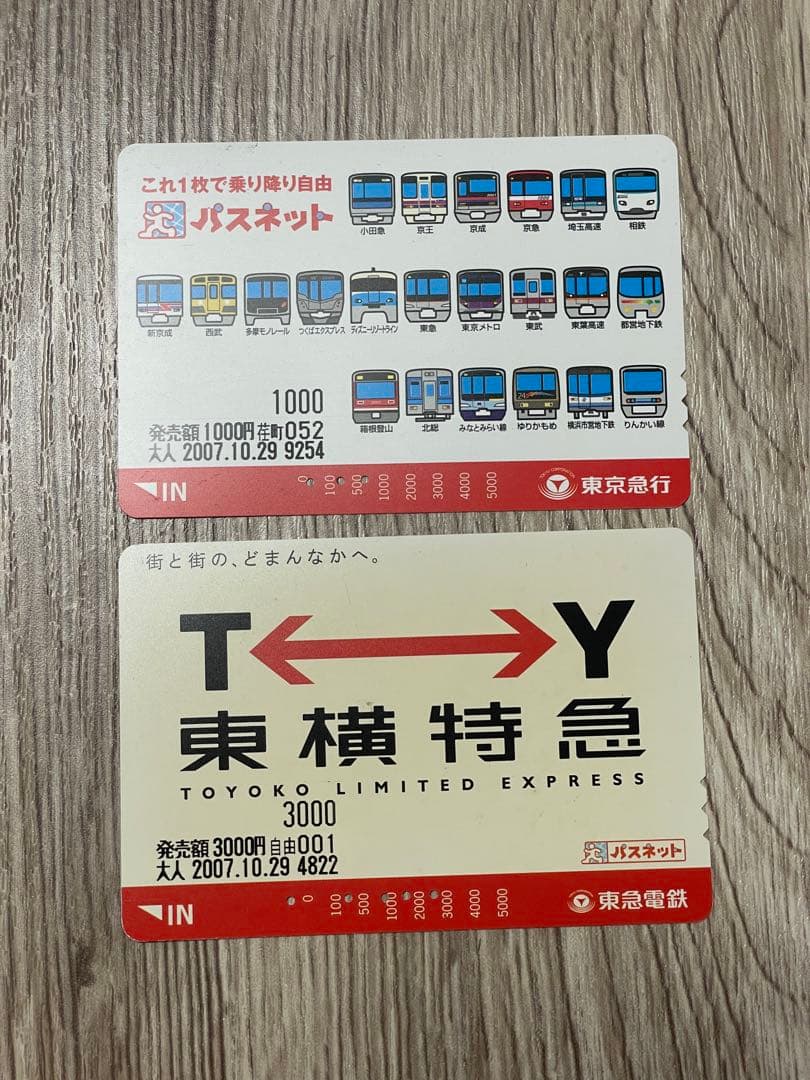 これ1枚で乗り降り自由
パスネット
小田急 京王 京成 京急 埼玉高速 相鉄
新京成 西武 多摩モノレール つくばエクスプレス ディズニーリゾートライン 東急 東京メトロ 東武 東葉高速 都営地下鉄
箱根登山 北総 みなとみらい線 ゆりかもめ 横浜市営地下鉄 りんかい線
1000
発売額 1000円 荏町052
大人 2007.10.29 9254
IN 0 100 500 1000 2000 3000 4000 5000 東京急行
街と街の、どまんなかへ。
T Y
東横特急
TOYOKO LIMITED EXPRESS
3000
発売額 3000円 自由001
大人 2007.10.29 4822
パスネット
IN 0 100 500 1000 2000 3000 4000 5000 東急電鉄